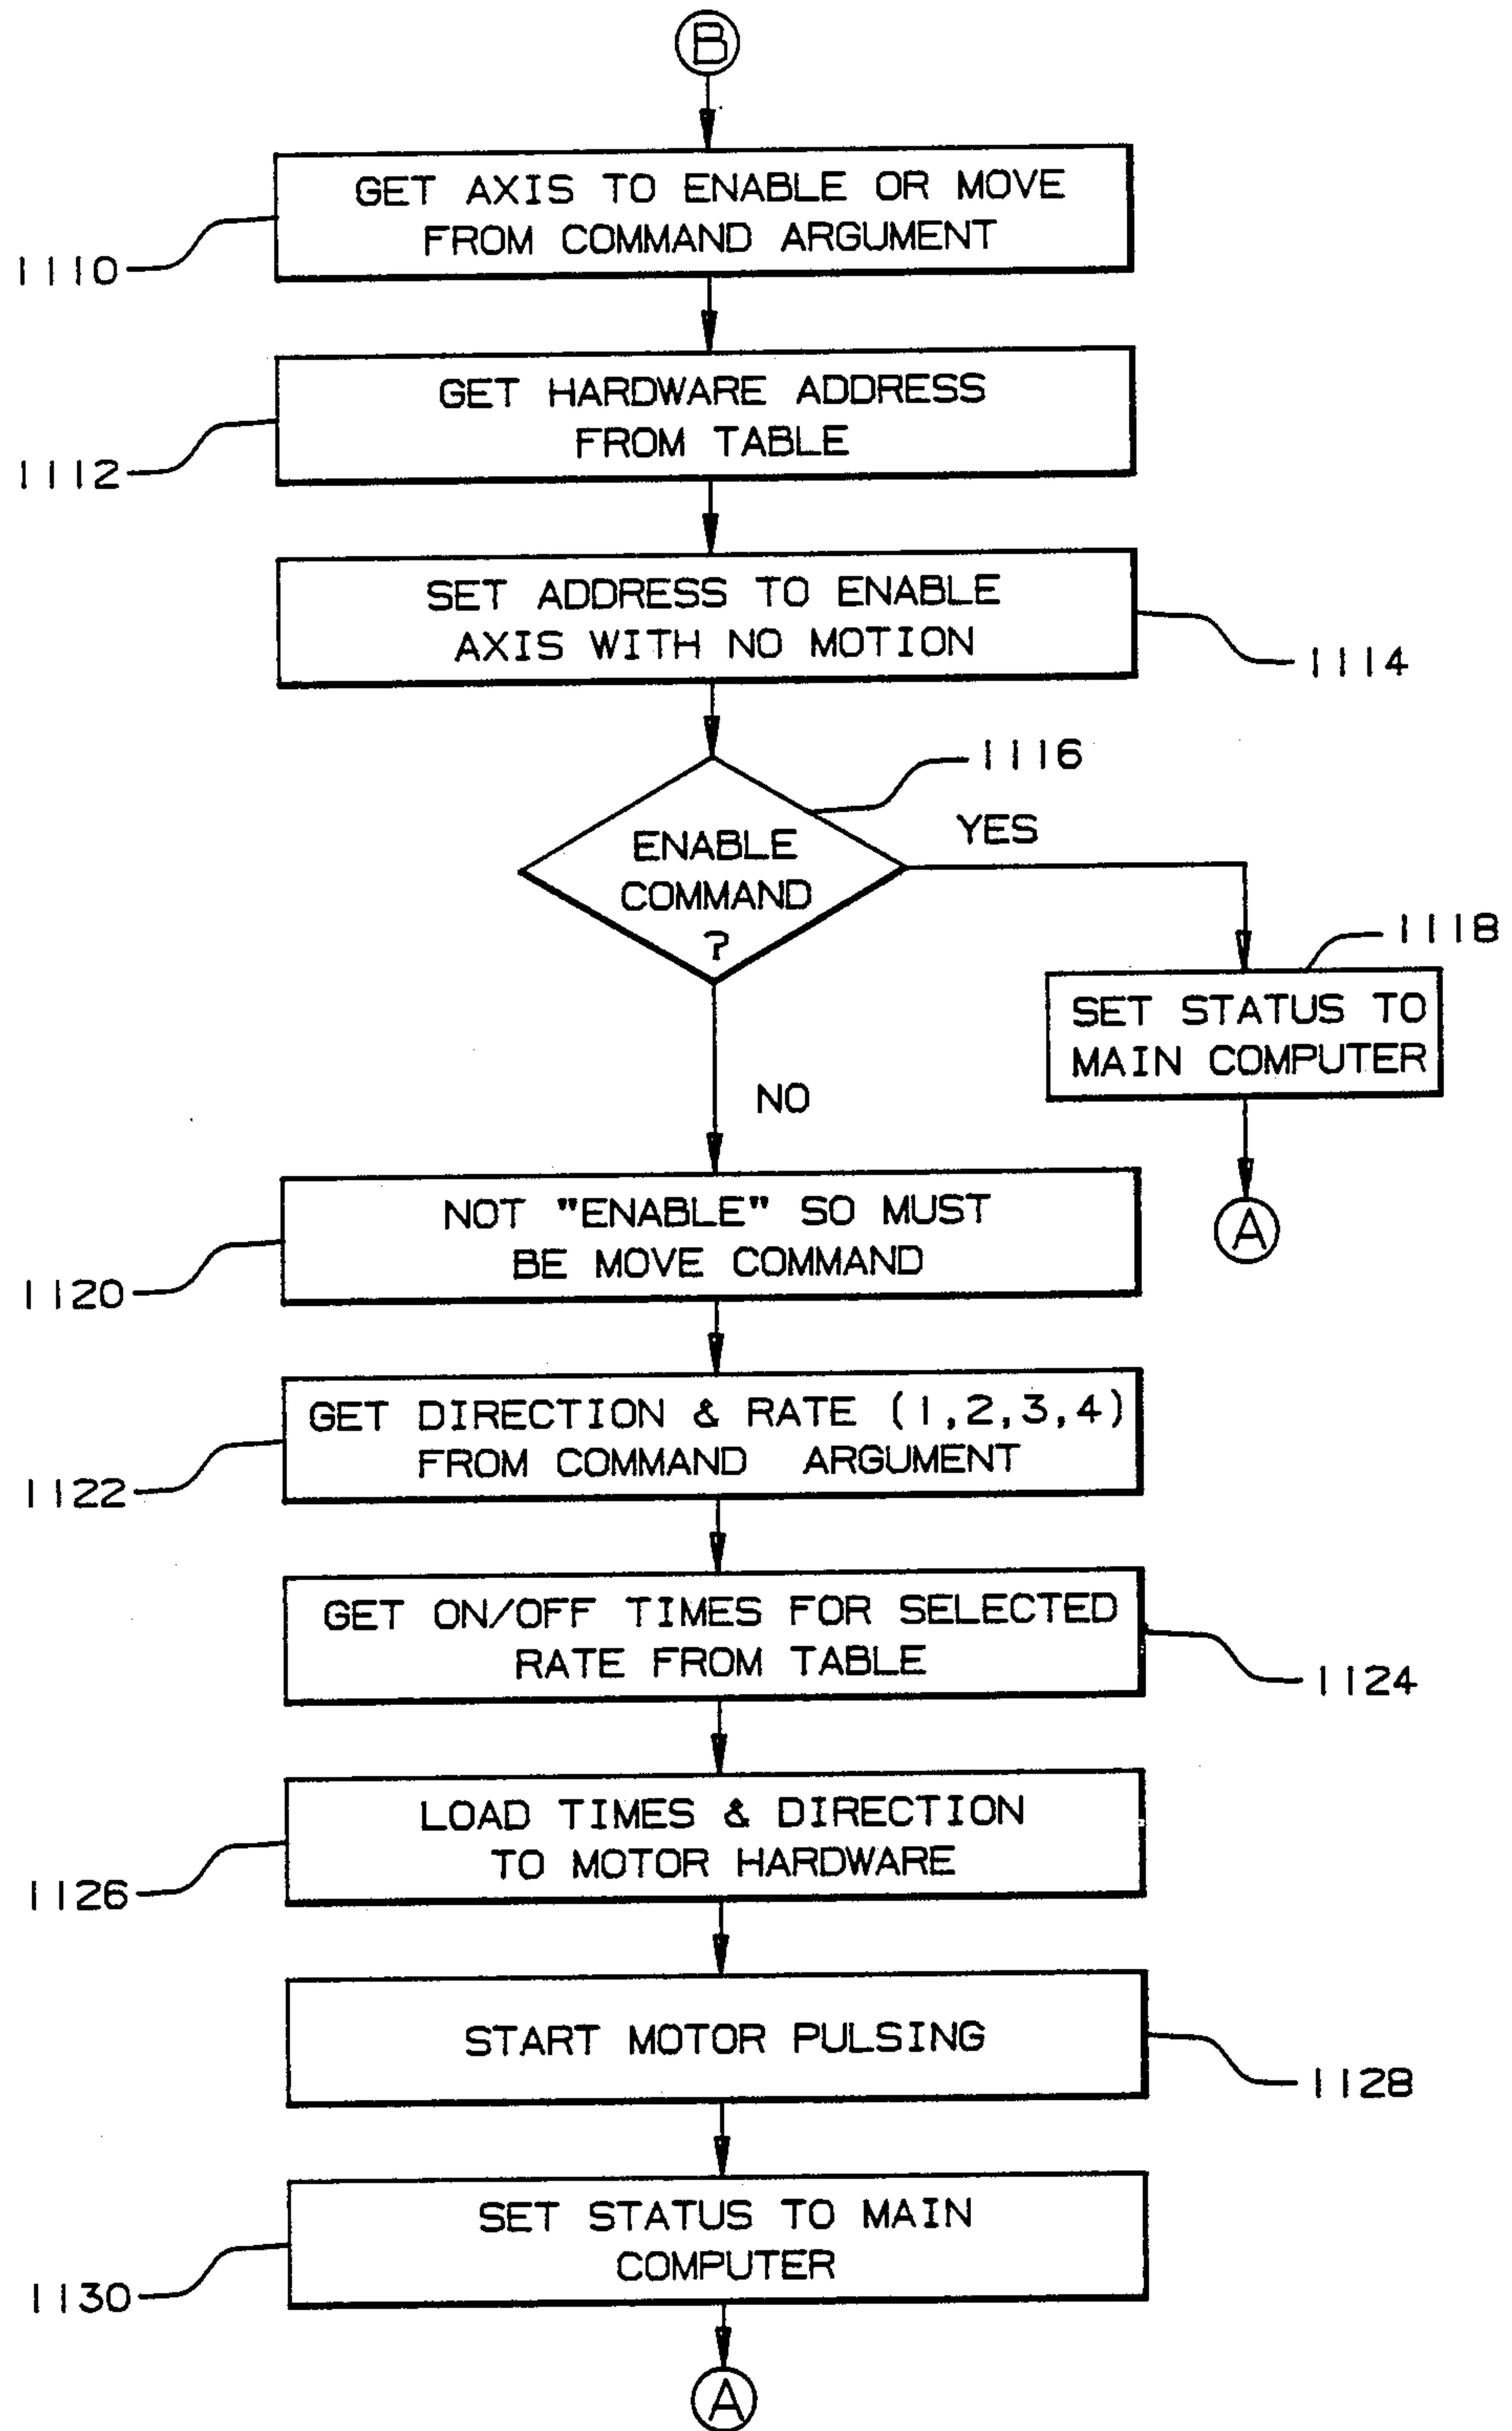 B
GET AXIS TO ENABLE OR MOVE
FROM COMMAND ARGUMENT
1110
GET HARDWARE ADDRESS
FROM TABLE
1112
SET ADDRESS TO ENABLE
AXIS WITH NO MOTION
1114
1116
ENABLE
COMMAND
?
YES
1118
SET STATUS TO
MAIN COMPUTER
A
NO
NOT "ENABLE" SO MUST
BE MOVE COMMAND
1120
GET DIRECTION & RATE (1,2,3,4)
FROM COMMAND ARGUMENT
1122
GET ON/OFF TIMES FOR SELECTED
RATE FROM TABLE
1124
LOAD TIMES & DIRECTION
TO MOTOR HARDWARE
1126
START MOTOR PULSING
1128
SET STATUS TO MAIN
COMPUTER
1130
A